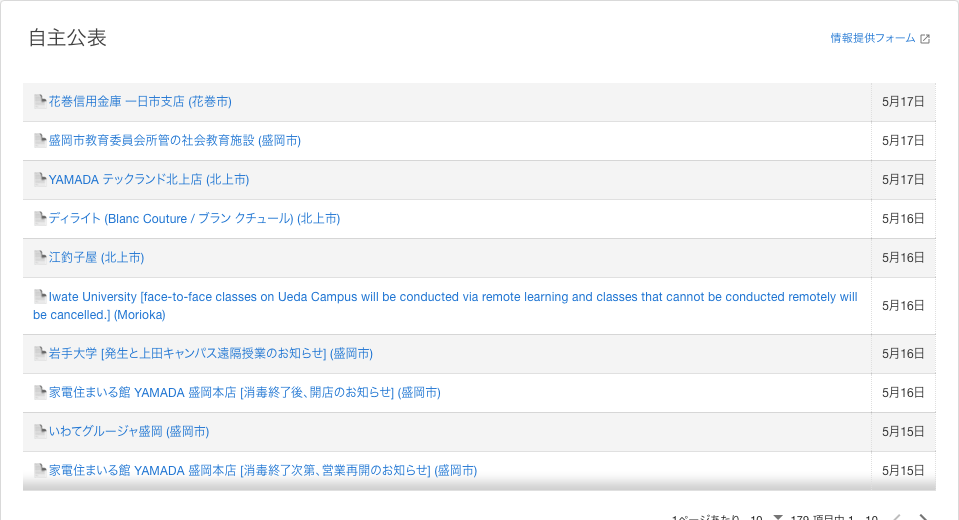 自主公表
情報提供フォーム
花巻信用金庫 一日市支店 (花巻市) 5月17日
盛岡市教育委員会所管の社会教育施設 (盛岡市) 5月17日
YAMADA テックランド北上店 (北上市) 5月17日
ディライト (Blanc Couture / ブラン クチュール) (北上市) 5月16日
江釣子屋 (北上市) 5月16日
Iwate University [face-to-face classes on Ueda Campus will be conducted via remote learning and classes that cannot be conducted remotely will
be cancelled.] (Morioka) 5月16日
岩手大学 [発生と上田キャンパス遠隔授業のお知らせ] (盛岡市) 5月16日
家電住まいる館 YAMADA 盛岡本店 [消毒終了後、開店のお知らせ] (盛岡市) 5月16日
いわてグルージャ盛岡 (盛岡市) 5月15日
家電住まいる館 YAMADA 盛岡本店 [消毒終了次第、営業再開のお知らせ] (盛岡市) 5月15日
1ページあたり 10 179 項目中 1 - 10